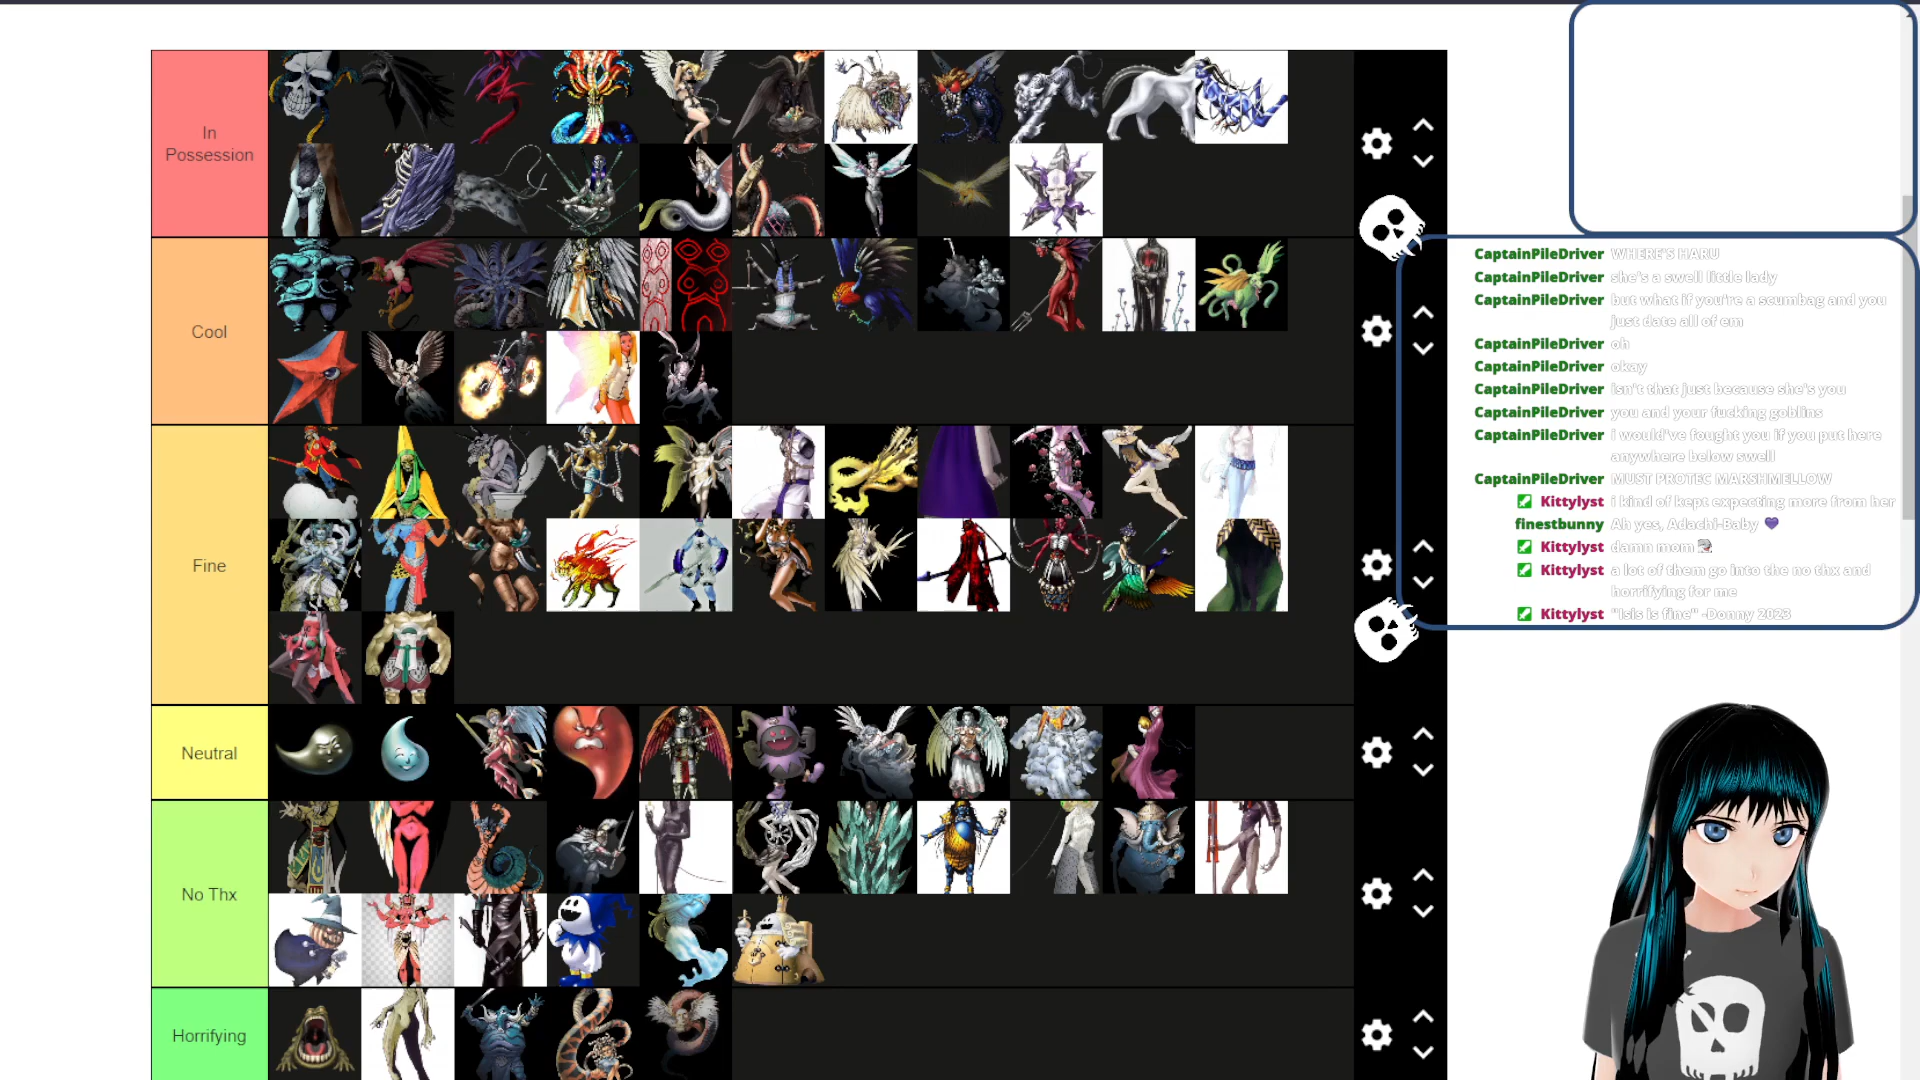 In
Possession
Cool
Fine
Neutral
No Thx
Horrifying
CaptainPileDriver WHERE'S HARU
CaptainPileDriver she's a swell little lady
CaptainPileDriver but what if you're a scumbag and you
just date all of em
CaptainPileDriver oh
CaptainPileDriver okay
CaptainPileDriver isn't that just because she's you
CaptainPileDriver you and your fucking goblins
CaptainPileDriver i would've fought you if you put here
anywhere below swell
CaptainPileDriver MUST PROTEC MARSHMELLOW
Kittylyst i kind of kept expecting more from her
finestbunny Ah yes, Adachi-Baby 💜
Kittylyst damn mom
Kittylyst a lot of them go into the no thx and
horrifying for me
Kittylyst "Isis is fine" -Donny 2023